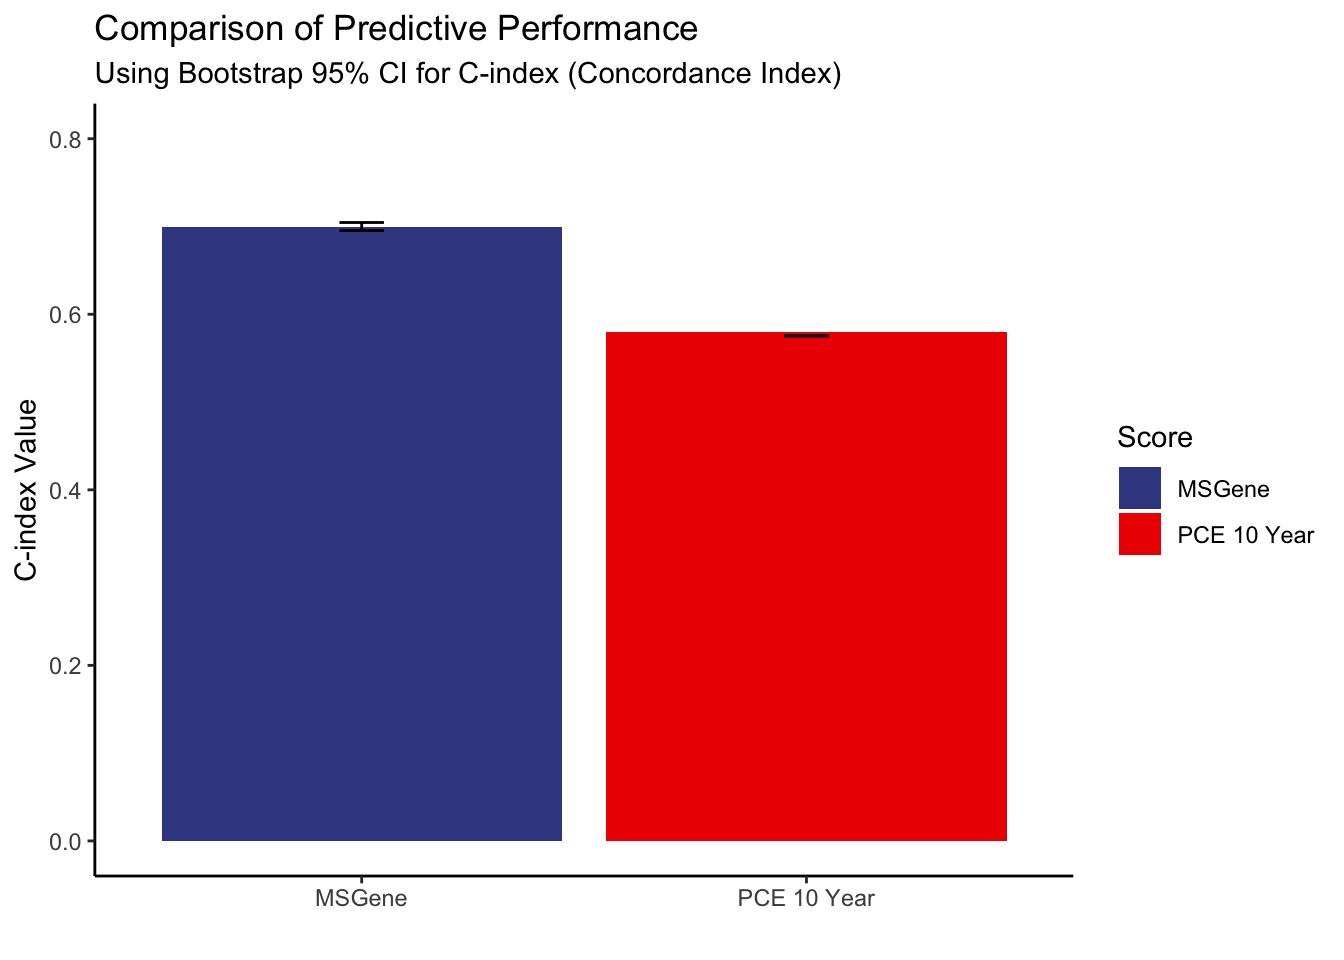 Comparison of Predictive Performance
Using Bootstrap 95% CI for C-index (Concordance Index)
C-index Value
0.8
0.6
0.4
0.2
0.0
MSGene
PCE 10 Year
Score
MSGene
PCE 10 Year